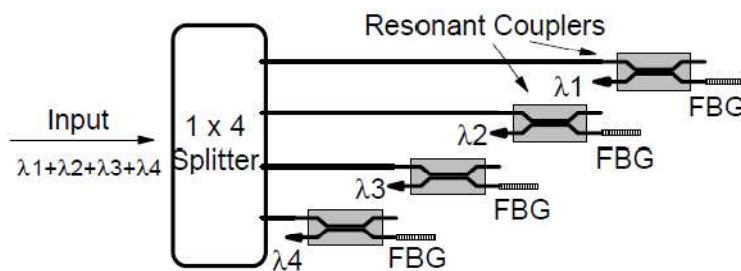 Resonant Couplers
λ1
FBG
Input
λ1+λ2+λ3+λ4
1 x 4
Splitter
λ2
FBG
λ3
FBG
λ4
FBG